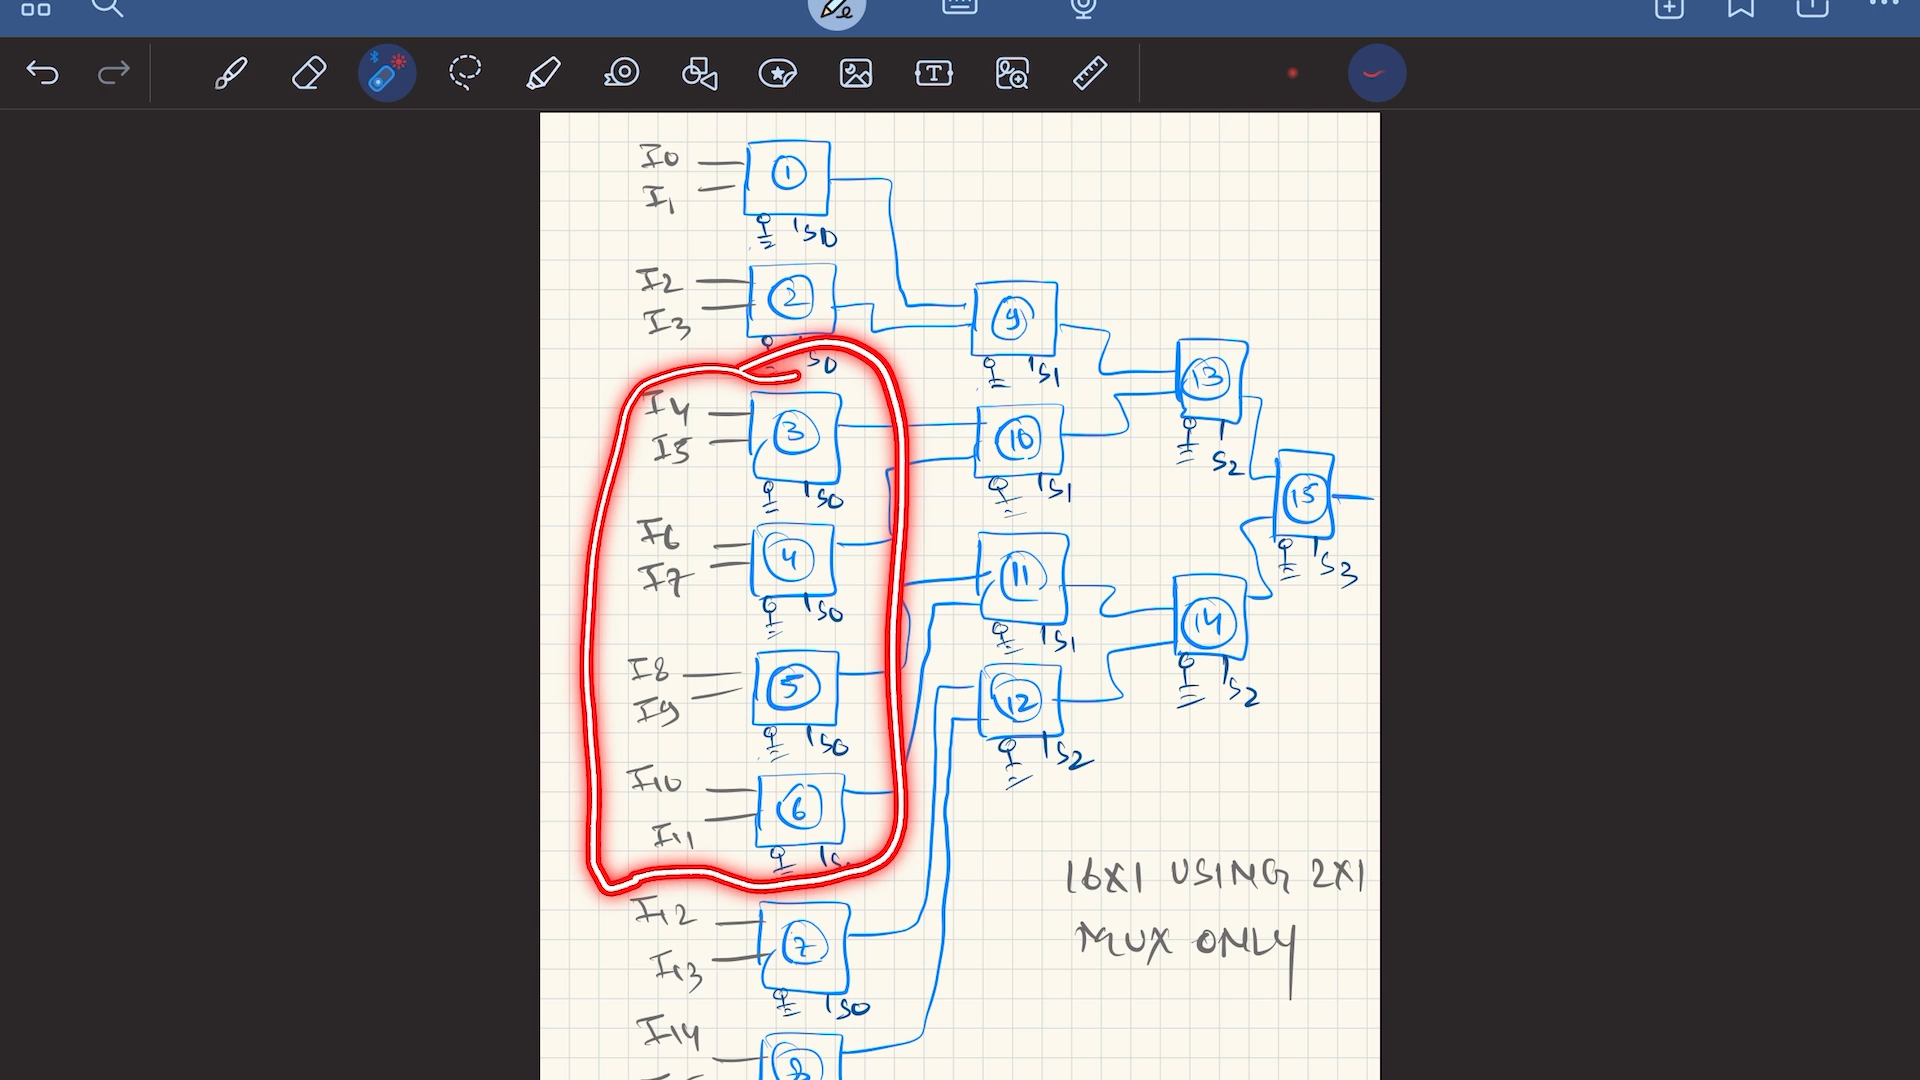 I0
I1
1
S0
I2
I3
2
S0
9
S1
13
S2
I4
I5
3
S0
10
S1
15
S3
I6
I7
4
S0
11
S1
14
S2
I8
I9
5
S0
12
S2
I10
I11
6
16X1 USING 2X1
MUX ONLY
I12
I13
7
S0
I14
8